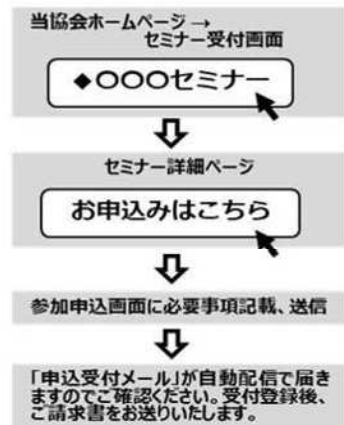 当協会ホームページ →
セミナー受付画面
◆○○○セミナー
セミナー詳細ページ
お申込みはこちら
参加申込画面に必要事項記載、送信
「申込受付メール」が自動配信で届き
ますのでご確認ください。受付登録後、
ご請求書をお送りいたします。